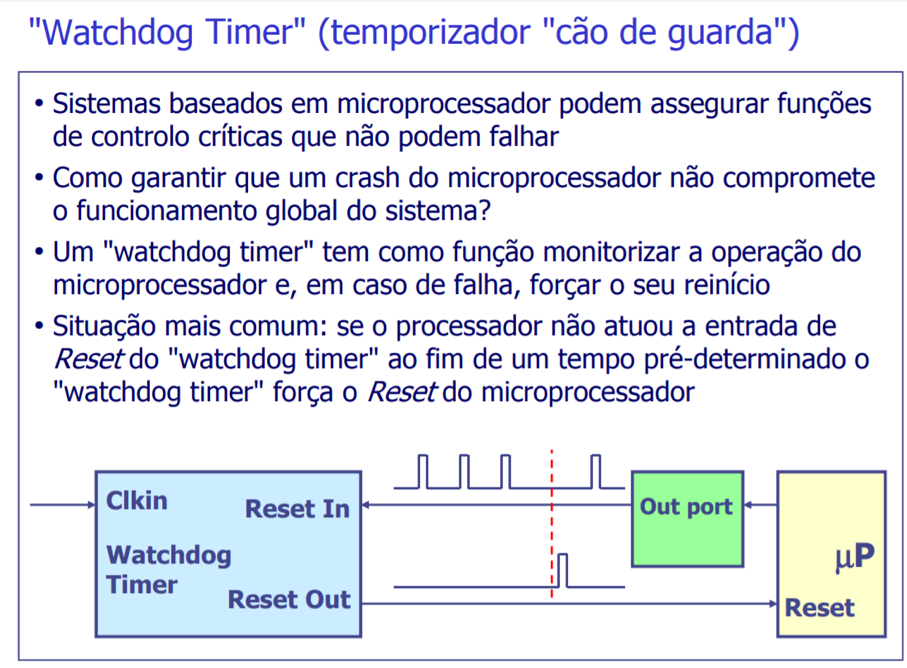 "Watchdog Timer" (temporizador "cão de guarda")
• Sistemas baseados em microprocessador podem assegurar funções
de controlo críticas que não podem falhar
• Como garantir que um crash do microprocessador não compromete
o funcionamento global do sistema?
• Um "watchdog timer" tem como função monitorizar a operação do
microprocessador e, em caso de falha, forçar o seu reinício
• Situação mais comum: se o processador não atuou a entrada de
Reset do "watchdog timer" ao fim de um tempo pré-determinado o
"watchdog timer" força o Reset do microprocessador
Clkin
Reset In
Watchdog
Timer
Reset Out
Out port
μP
Reset